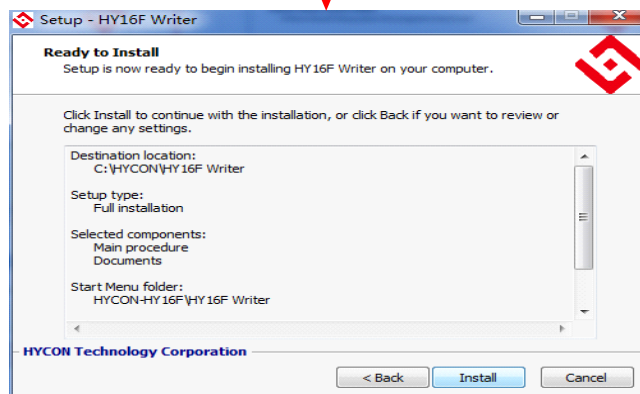 Setup - HY16F Writer
Ready to Install
Setup is now ready to begin installing HY16F Writer on your computer.
Click Install to continue with the installation, or click Back if you want to review or
change any settings.
Destination location:
C:\HYCON\HY16F Writer
Setup type:
Full installation
Selected components:
Main procedure
Documents
Start Menu folder:
HYCON-HY16F\HY16F Writer
HYCON Technology Corporation
< Back
Install
Cancel